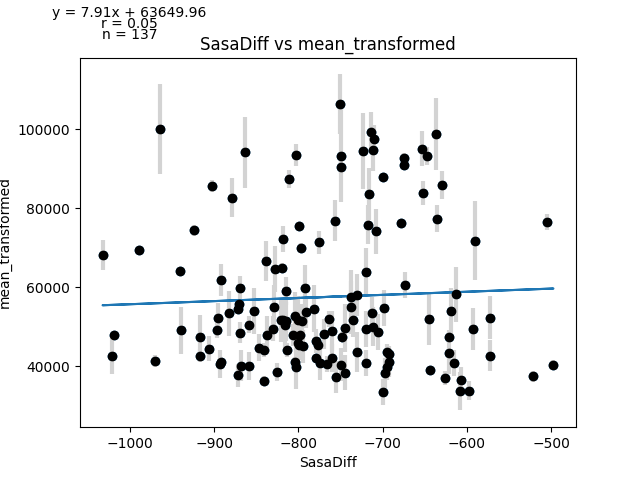 y = 7.91x + 63649.96
r = 0.05
n = 137
SasaDiff vs mean_transformed
100000
80000
60000
40000
mean_transformed
−1000
−900
−800
−700
−600
−500
SasaDiff